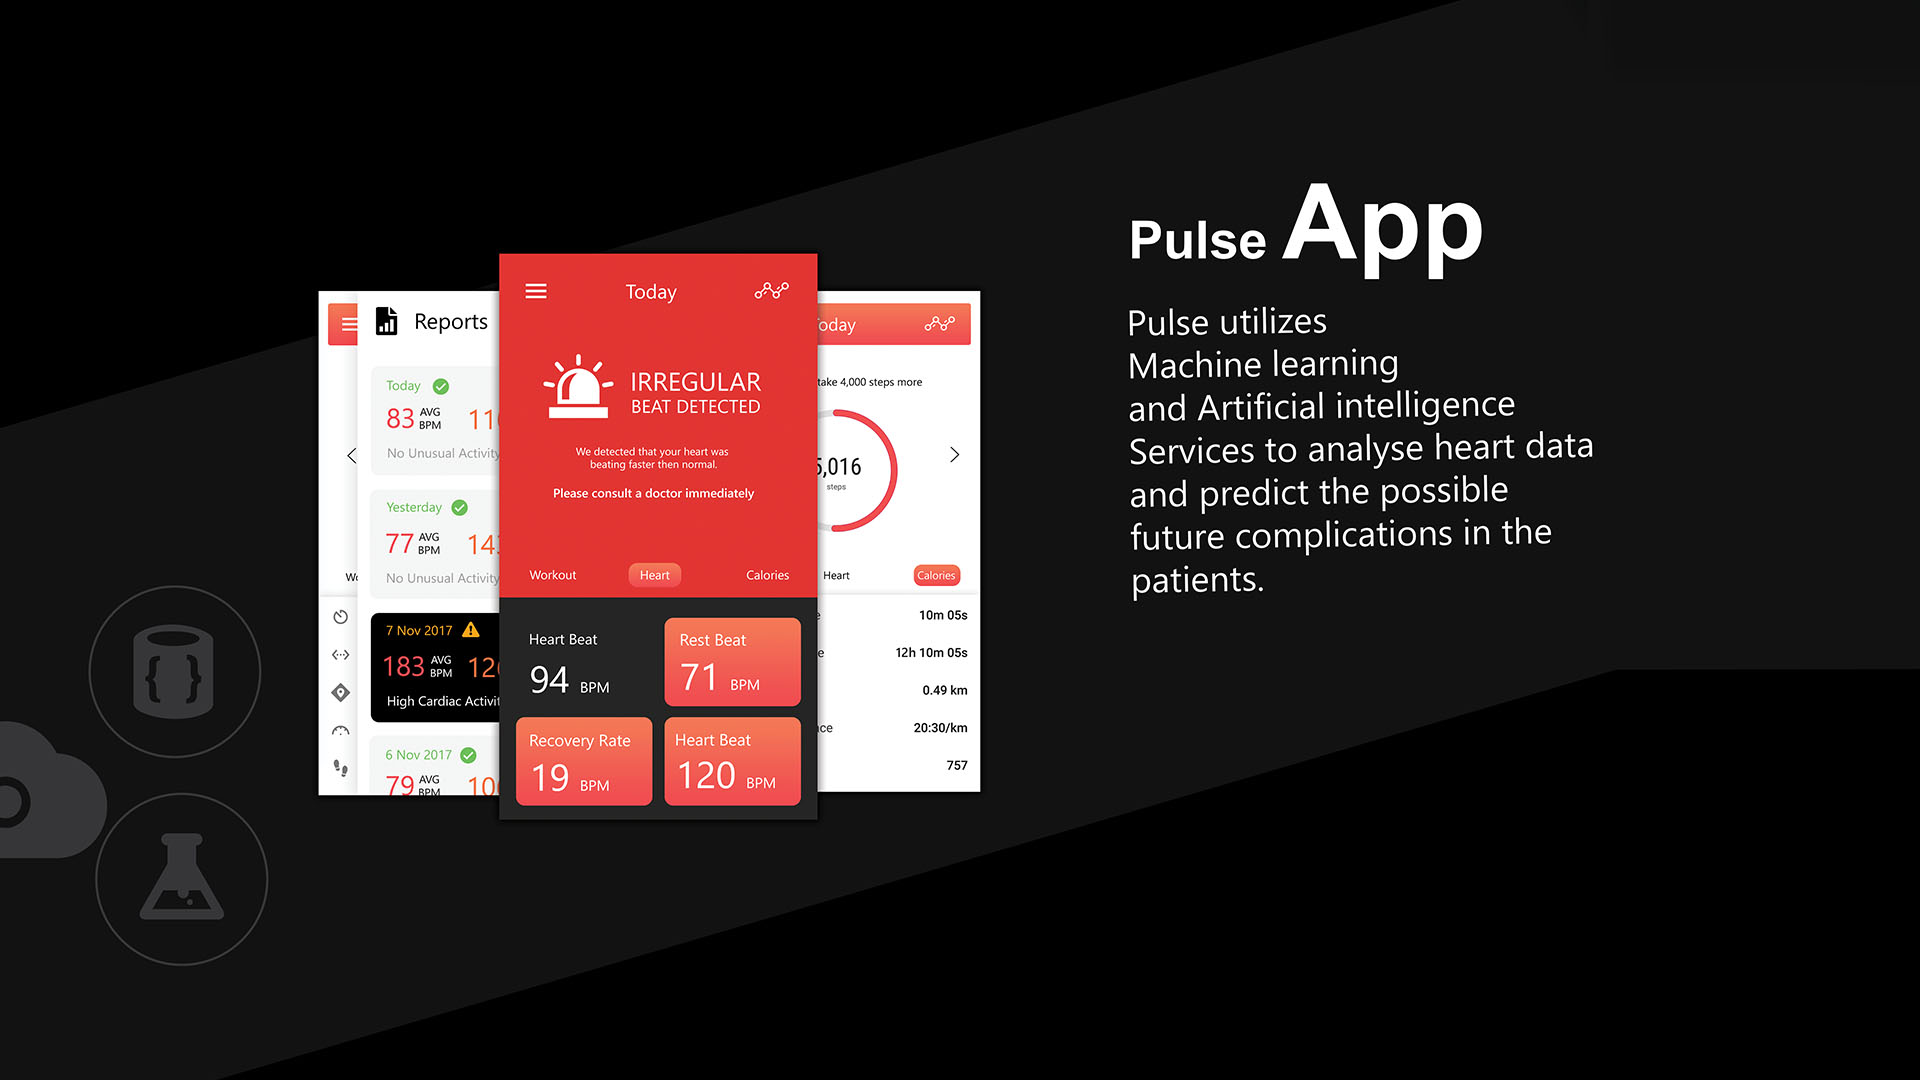 Pulse App
Pulse utilizes
Machine learning
and Artificial intelligence
Services to analyse heart data
and predict the possible
future complications in the
patients.
Reports
Today
83 AVG BPM
No Unusual Activity
Yesterday
77 AVG BPM
No Unusual Activity
7 Nov 2017
183 AVG BPM
High Cardiac
6 Nov 2017
79 AVG BPM
Today
IRREGULAR
BEAT DETECTED
We detected that your heart was
beating faster then normal.
Please consult a doctor immediately
Workout Heart Calories
Heart Beat
94 BPM
Rest Beat
71 BPM
Recovery Rate
19 BPM
Heart Beat
120 BPM
take 4,000 steps more
5,016
steps
Heart Calories
10m 05s
12h 10m 05s
0.49 km
20:30/km
757